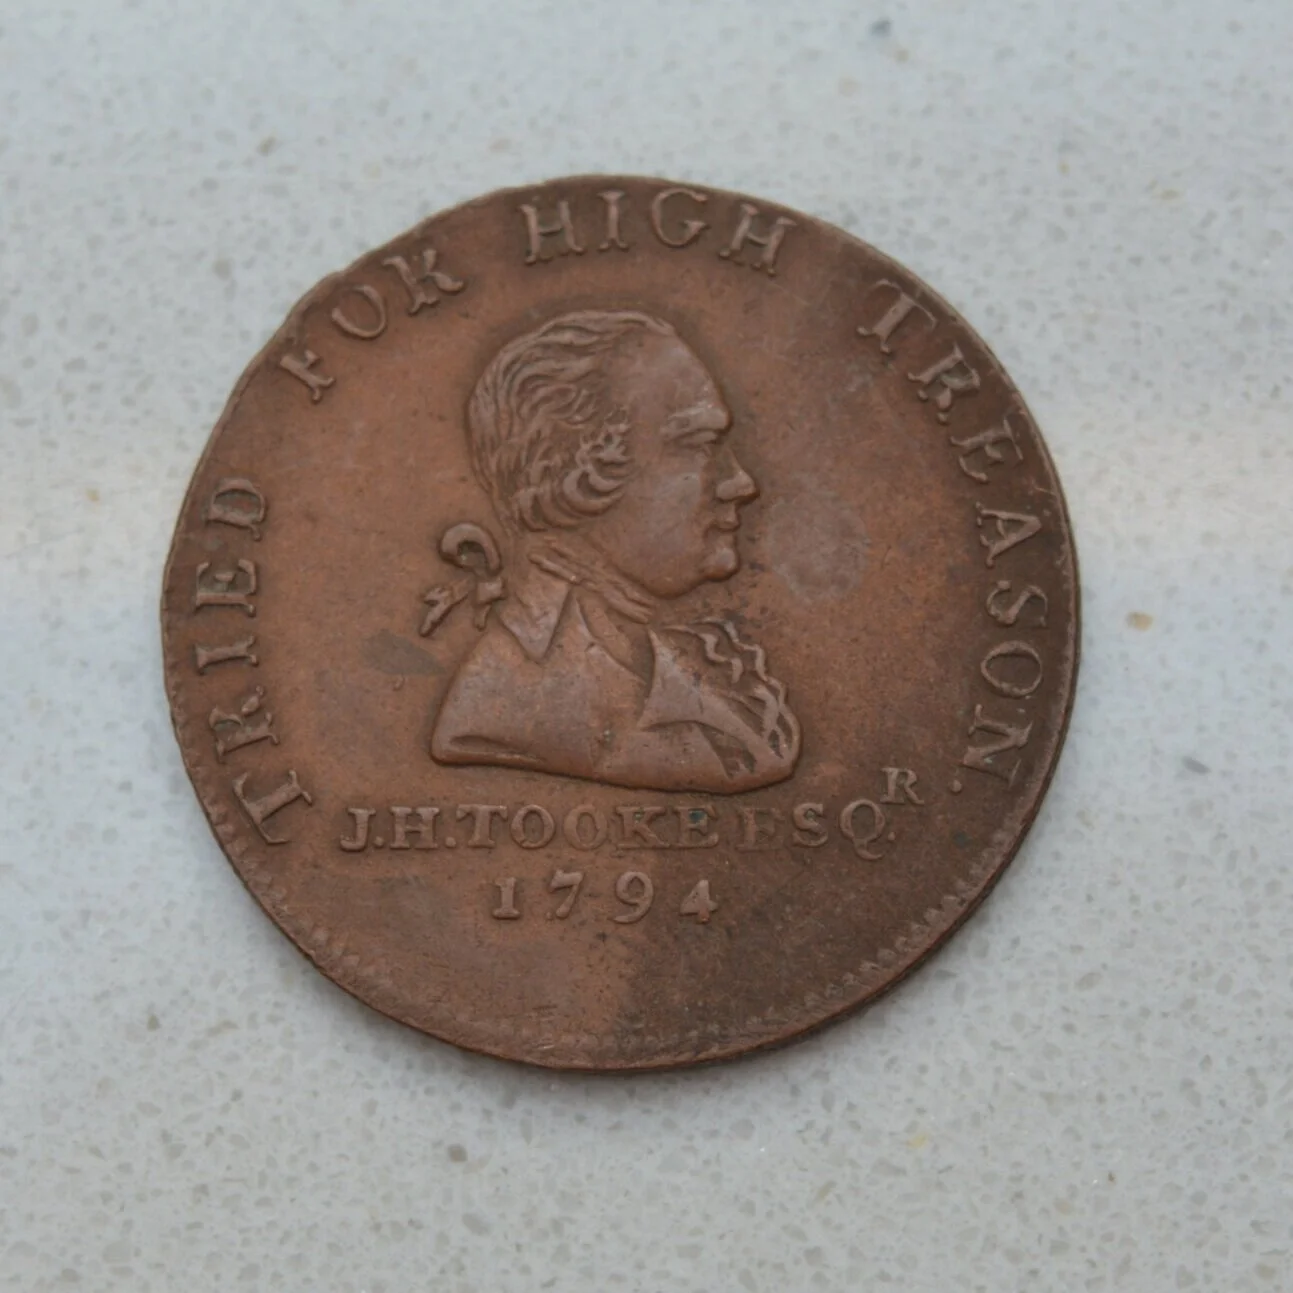 TRIED FOR HIGH TREASON.
J.H.TOOKE ESQ.R
1794